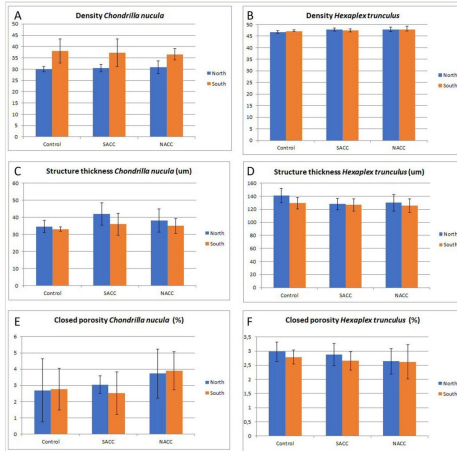 A
Density Chondrilla nucula
50
45
40
35
30
25
20
15
10
5
0
Control
SACC
NACC
North
South
B
Density Hexaplex trunculus
50
45
40
35
30
25
20
15
10
5
0
Control
SACC
NACC
North
South
C
Structure thickness Chondrilla nucula (um)
60
50
40
30
20
10
0
Control
SACC
NACC
North
South
D
Structure thickness Hexaplex trunculus (um)
160
140
120
100
80
60
40
20
0
Control
SACC
NACC
North
South
E
Closed porosity Chondrilla nucula (%)
6
5
4
3
2
1
0
Control
SACC
NACC
North
South
F
Closed porosity Hexaplex trunculus (%)
3,5
3
2,5
2
1,5
1
0,5
0
Control
SACC
NACC
North
South